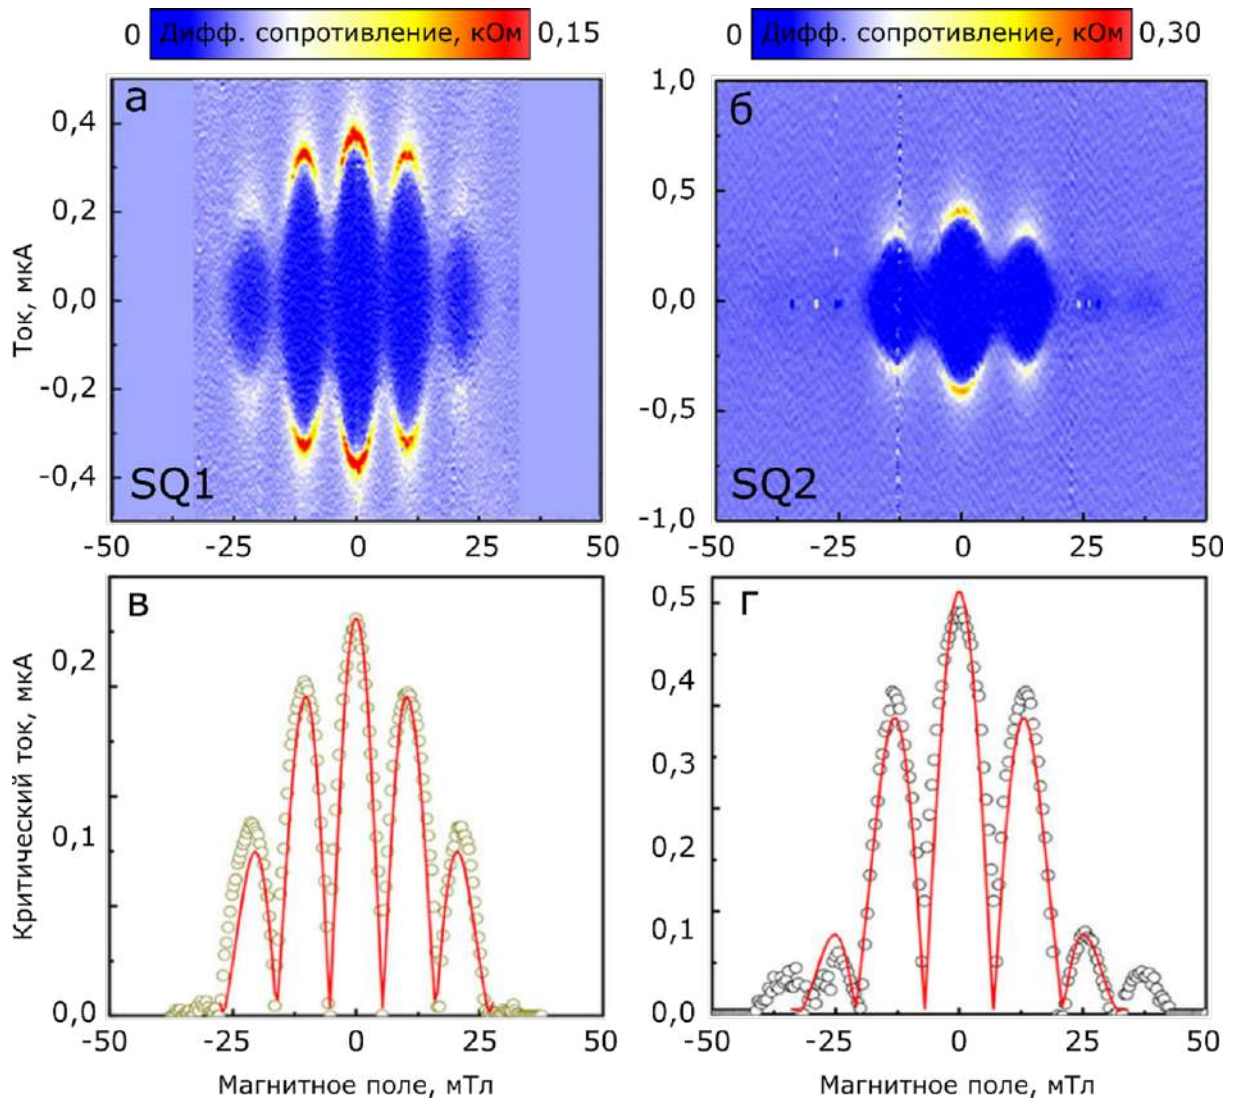 0 Дифф. сопротивление, кОм 0,15
0 Дифф. сопротивление, кОм 0,30
а
0,4
0,2
0,0
-0,2
-0,4
Ток, мкА
SQ1
-50 -25 0 25 50
б
1,0
0,5
0,0
-0,5
-1,0
SQ2
-50 -25 0 25 50
в
0,2
0,1
0,0
Критический ток, мкА
-50 -25 0 25 50
Магнитное поле, мТл
г
0,5
0,4
0,3
0,2
0,1
0,0
-50 -25 0 25 50
Магнитное поле, мТл